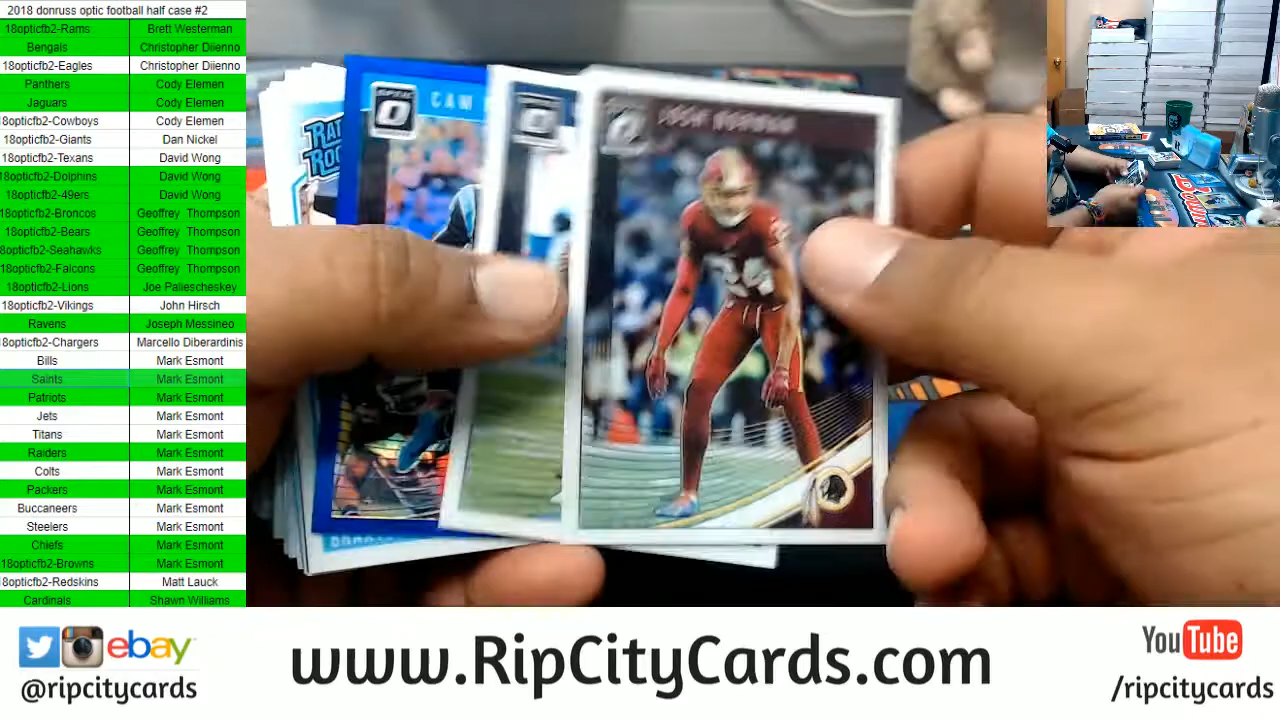 2018 donruss optic football half case #2
18opticfb2-Rams Brett Westerman
Bengals Christopher Diienno
18opticfb2-Eagles Christopher Diienno
Panthers Cody Elemen
Jaguars Cody Elemen
18opticfb2-Cowboys Cody Elemen
18opticfb2-Giants Dan Nickel
18opticfb2-Texans David Wong
18opticfb2-Dolphins David Wong
18opticfb2-49ers David Wong
18opticfb2-Broncos Geoffrey Thompson
18opticfb2-Bears Geoffrey Thompson
8opticfb2-Seahawks Geoffrey Thompson
18opticfb2-Falcons Geoffrey Thompson
18opticfb2-Lions Joe Paliescheskey
18opticfb2-Vikings John Hirsch
Ravens Joseph Messineo
8opticfb2-Chargers Marcello Diberardinis
Bills Mark Esmont
Saints Mark Esmont
Patriots Mark Esmont
Jets Mark Esmont
Titans Mark Esmont
Raiders Mark Esmont
Colts Mark Esmont
Packers Mark Esmont
Buccaneers Mark Esmont
Steelers Mark Esmont
Chiefs Mark Esmont
18opticfb2-Browns Mark Esmont
8opticfb2-Redskins Matt Lauck
Cardinals Shawn Williams
OPTIC
CAM
JOSH NORMAN
24
ebay
@ripcitycards
www.RipCityCards.com
YouTube
/ripcitycards